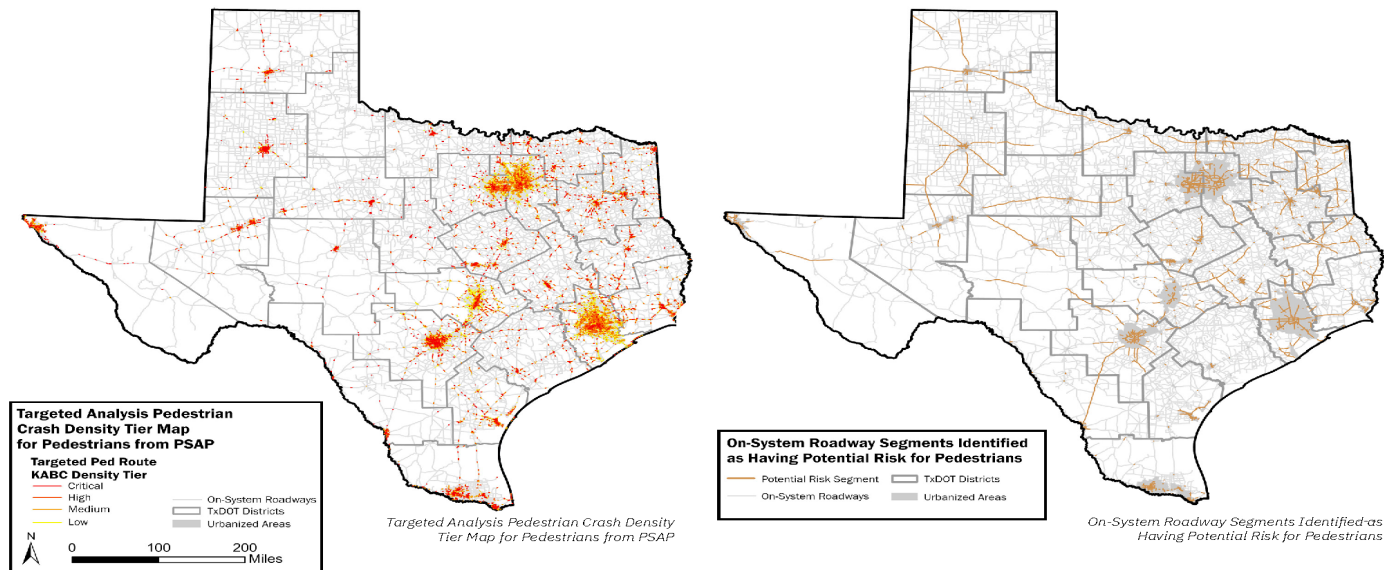 Targeted Analysis Pedestrian
Crash Density Tier Map
for Pedestrians from PSAP
Targeted Ped Route
KABC Density Tier
Critical
High
Medium
Low
On-System Roadways
TxDOT Districts
Urbanized Areas
N
0 100 200
Miles
Targeted Analysis Pedestrian Crash Density
Tier Map for Pedestrians from PSAP
On-System Roadway Segments Identified
as Having Potential Risk for Pedestrians
Potential Risk Segment
TxDOT Districts
On-System Roadways
Urbanized Areas
On-System Roadway Segments Identified-as
Having Potential Risk for Pedestrians